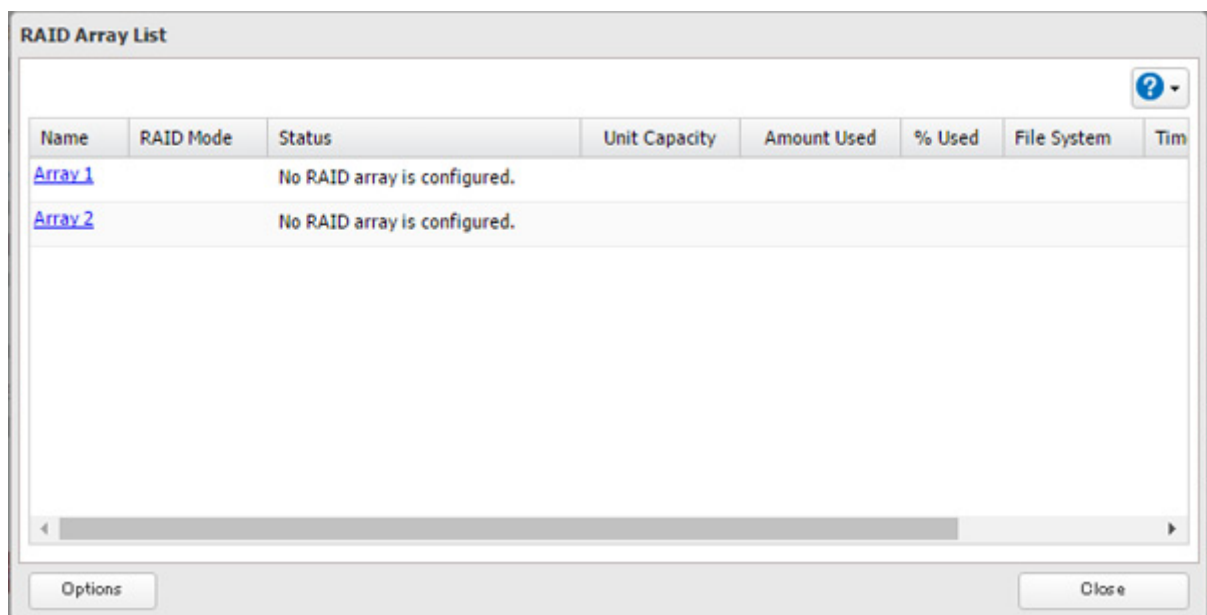 RAID Array List
?
Name RAID Mode Status Unit Capacity Amount Used % Used File System Tim
Array 1 No RAID array is configured.
Array 2 No RAID array is configured.
Options Close